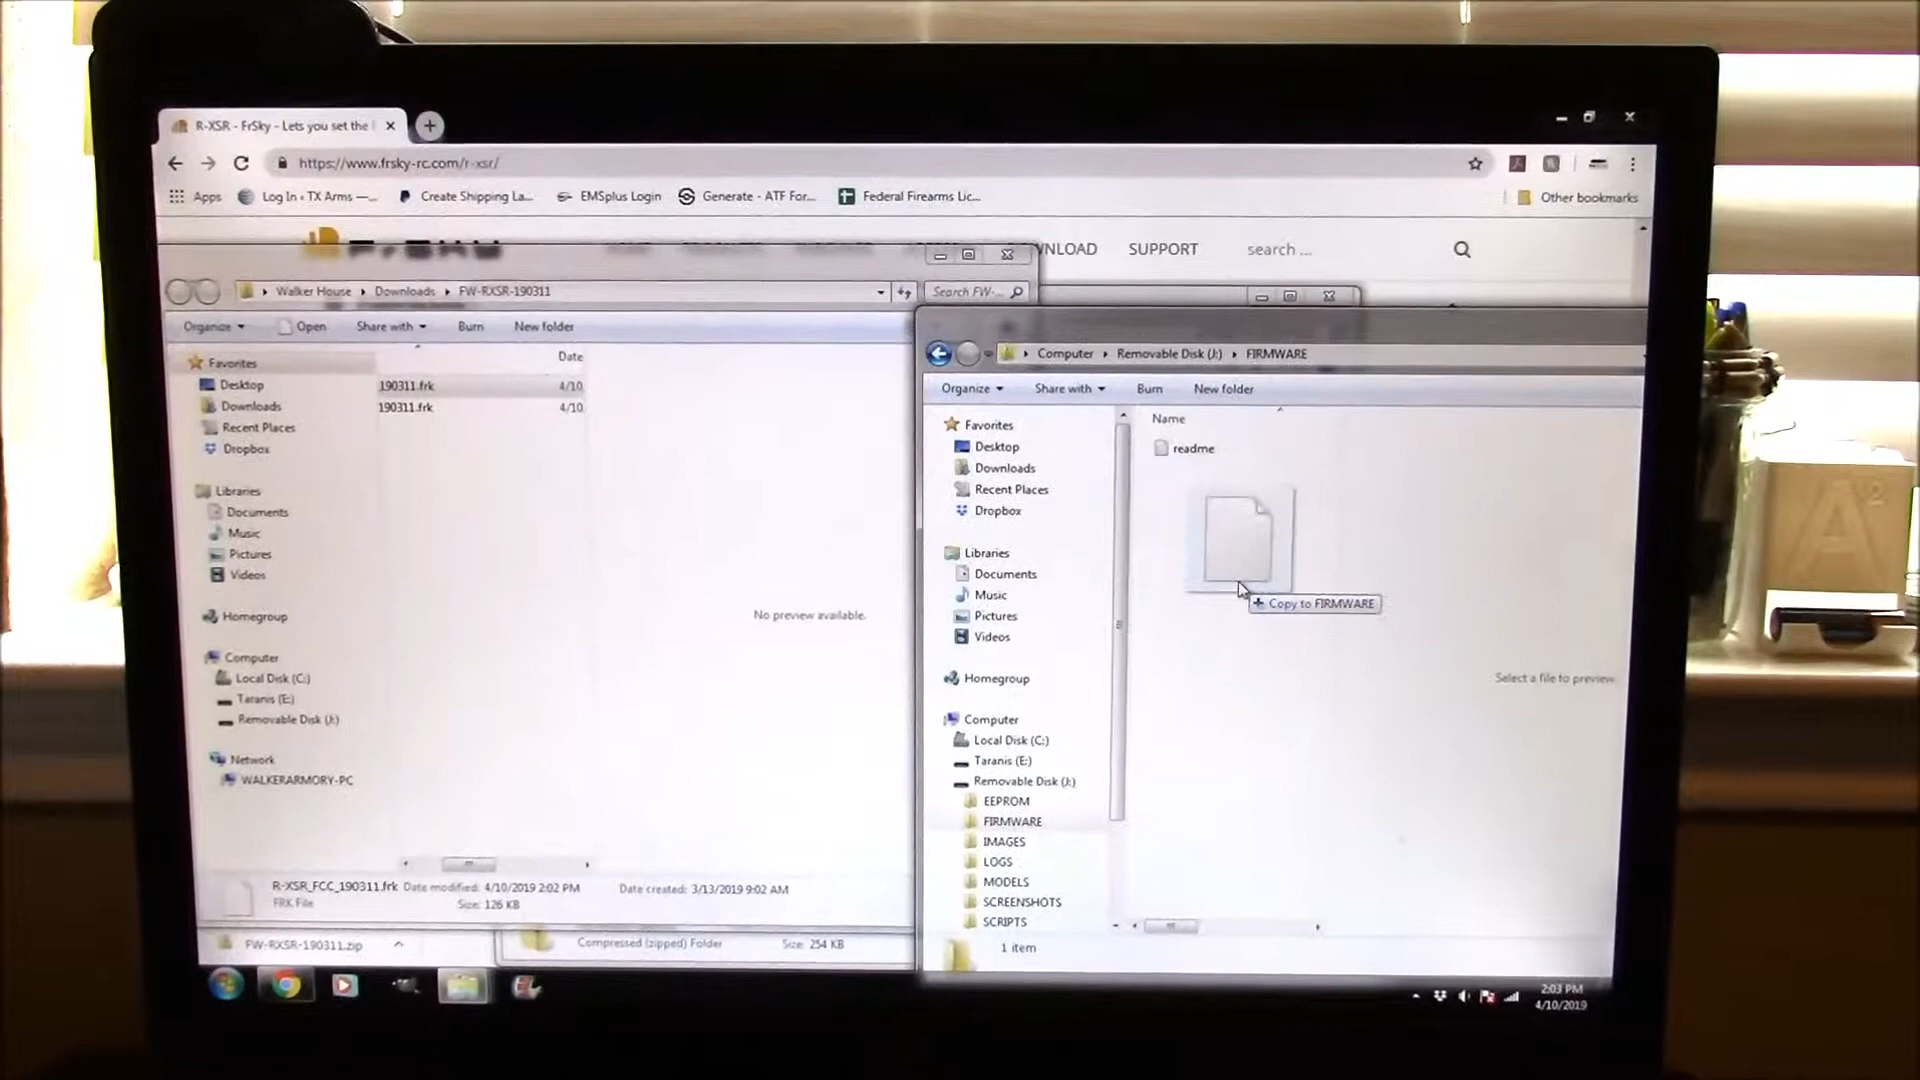 R-XSR - FrSky - Lets you set the
https://www.frsky-rc.com/r-xsr/
Apps Log In ‹ TX Arms —... Create Shipping La... EMSplus Login Generate - ATF For... Federal Firearms Lic... Other bookmarks
WNLOAD SUPPORT search ...
Walker House Downloads FW-RXSR-190311 Search FW-...
Organize Open Share with Burn New folder
Date
Favorites
Desktop 190311.frk 4/10
Downloads 190311.frk 4/10
Recent Places
Dropbox
Libraries
Documents
Music
Pictures
Videos
Homegroup
Computer
Local Disk (C:)
Taranis (E:)
Removable Disk (J:)
Network
WALKERARMORY-PC
No preview available.
R-XSR_FCC_190311.frk Date modified: 4/10/2019 2:02 PM Date created: 3/13/2019 9:02 AM
FRK File Size: 126 KB
Computer Removable Disk (J:) FIRMWARE
Organize Share with Burn New folder
Name
readme
Favorites
Desktop
Downloads
Recent Places
Dropbox
Libraries
Documents
Music
Pictures
Videos
Homegroup
Computer
Local Disk (C:)
Taranis (E:)
Removable Disk (J:)
EEPROM
FIRMWARE
IMAGES
LOGS
MODELS
SCREENSHOTS
SCRIPTS
Copy to FIRMWARE
Select a file to preview.
1 item
FW-RXSR-190311.zip
Compressed (zipped) Folder Size: 254 KB
2:03 PM
4/10/2019
A2